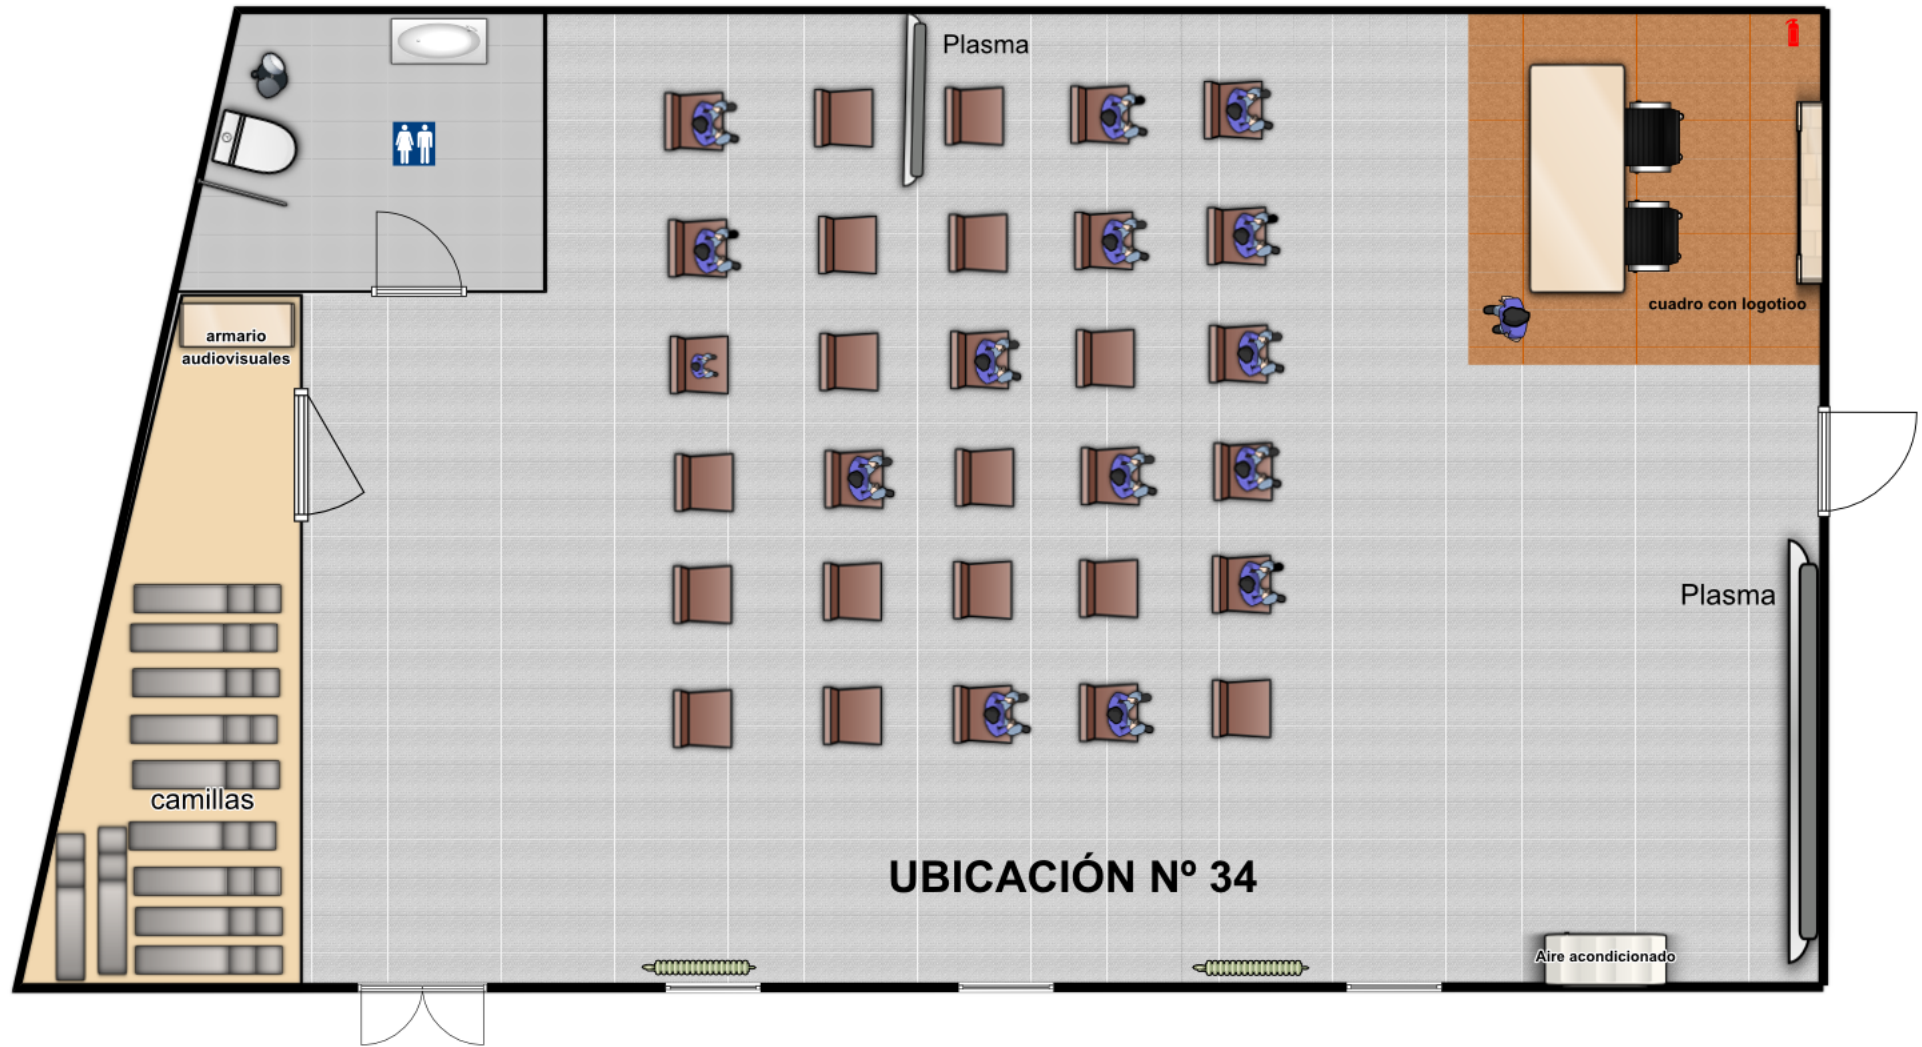 Plasma
cuadro con logotioo
armario
audiovisuales
Plasma
camillas
UBICACIÓN Nº 34
Aire acondicionado